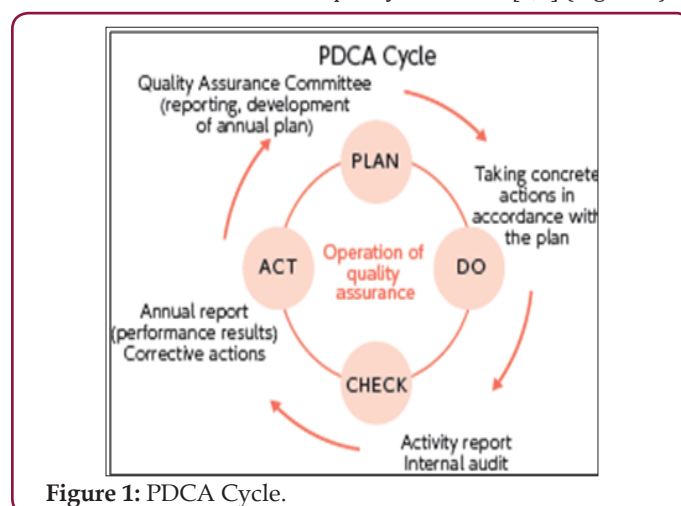 PDCA Cycle
Quality Assurance Committee
(reporting, development
of annual plan)
PLAN
Taking concrete
actions in
accordance with
the plan
ACT
Operation of
quality
assurance
DO
Annual report
(performance results)
Corrective actions
CHECK
Activity report
Internal audit
Figure 1: PDCA Cycle.